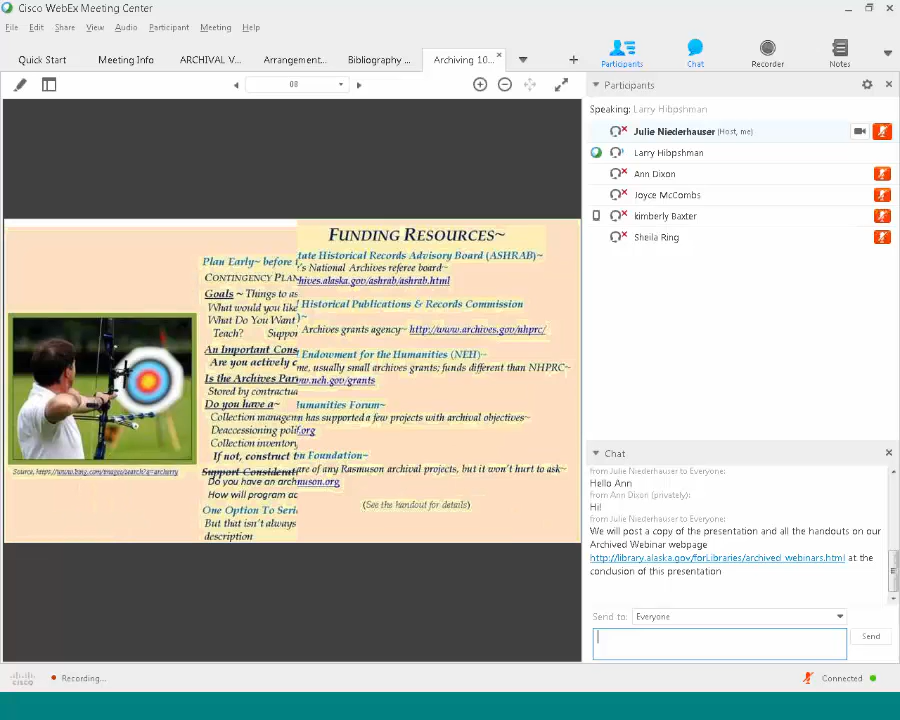 Cisco WebEx Meeting Center
File Edit Share View Audio Participant Meeting Help
Quick Start Meeting Info ARCHIVAL V... Arrangement... Bibliography ... Archiving 10...
Participants Chat Recorder Notes
08
FUNDING RESOURCES~
tate Historical Records Advisory Board (ASHRAB)~
's National Archives referee board~
hives.alaska.gov/ashrab/ashrab.html
Historical Publications & Records Commission
)~
Archives grants agency~ http://www.archives.gov/nhprc/
Endowment for the Humanities (NEH)~
me, usually small archives grants; funds different than NHPRC~
ow.neh.gov/grants
Humanities Forum~
n has supported a few projects with archival objectives~
f.org
n Foundation~
are of any Rasmuson archival projects, but it won't hurt to ask~
nuson.org
(See the handout for details)
Plan Early~ before
CONTINGENCY PLAN
Goals ~ Things to as
What would you like
What Do You Want
Teach? Suppo
An Important Cons
Are you actively c
Is the Archives Par
Stored by contractua
Do you have a~
Collection managem
Deaccessioning poli
Collection inventory
If not, construct t
Support Considerati
Do you have an arch
How will program ac
One Option To Seri
But that isn't always
description
Source, https://www.bing.com/images/search?q=archery
Participants
Speaking: Larry Hibpshman
Julie Niederhauser (Host, me)
Larry Hibpshman
Ann Dixon
Joyce McCombs
kimberly Baxter
Sheila Ring
Chat
from Julie Niederhauser to Everyone:
Hello Ann
from Ann Dixon (privately):
Hi!
from Julie Niederhauser to Everyone:
We will post a copy of the presentation and all the handouts on our
Archived Webinar webpage
http://library.alaska.gov/forLibraries/archived_webinars.html at the
conclusion of this presentation
Send to: Everyone
Send
CISCO
Recording...
Connected